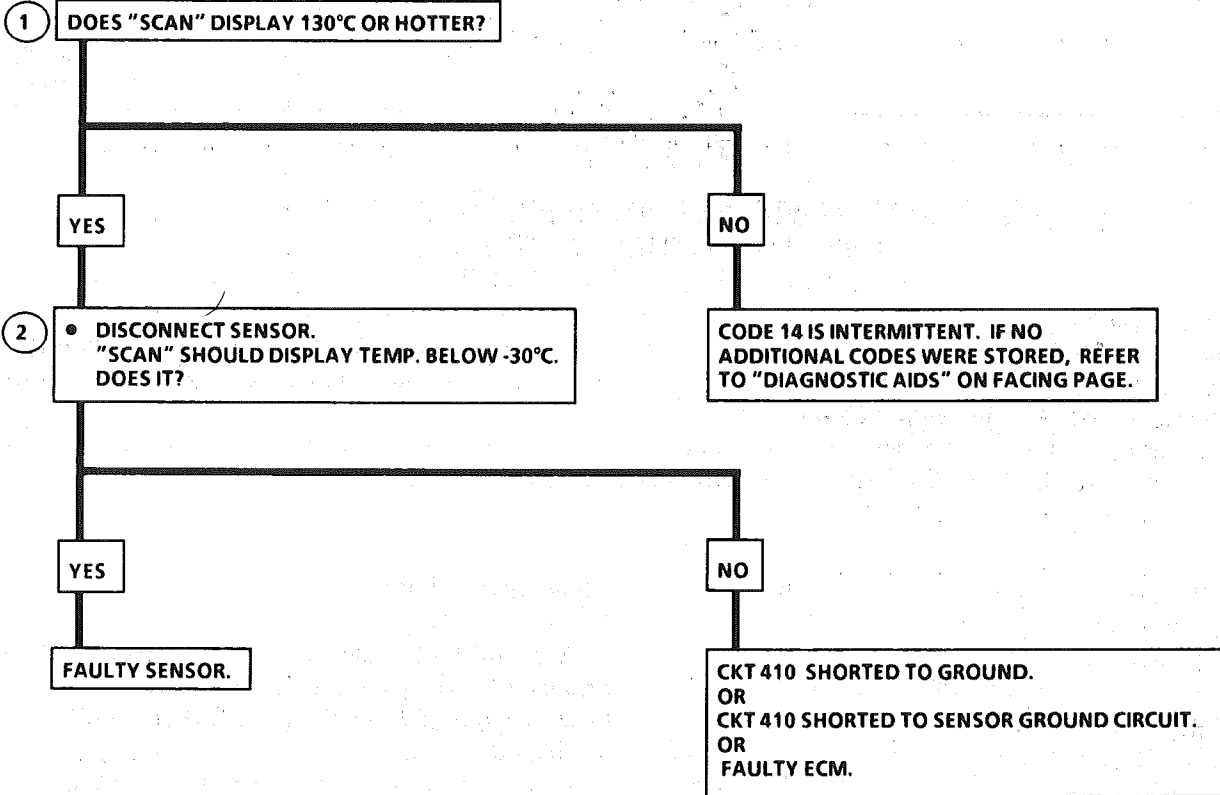 1
DOES "SCAN" DISPLAY 130°C OR HOTTER?
YES
NO
2
• DISCONNECT SENSOR.
"SCAN" SHOULD DISPLAY TEMP. BELOW -30°C.
DOES IT?
CODE 14 IS INTERMITTENT. IF NO
ADDITIONAL CODES WERE STORED, REFER
TO "DIAGNOSTIC AIDS" ON FACING PAGE.
YES
NO
FAULTY SENSOR.
CKT 410 SHORTED TO GROUND.
OR
CKT 410 SHORTED TO SENSOR GROUND CIRCUIT.
OR
FAULTY ECM.